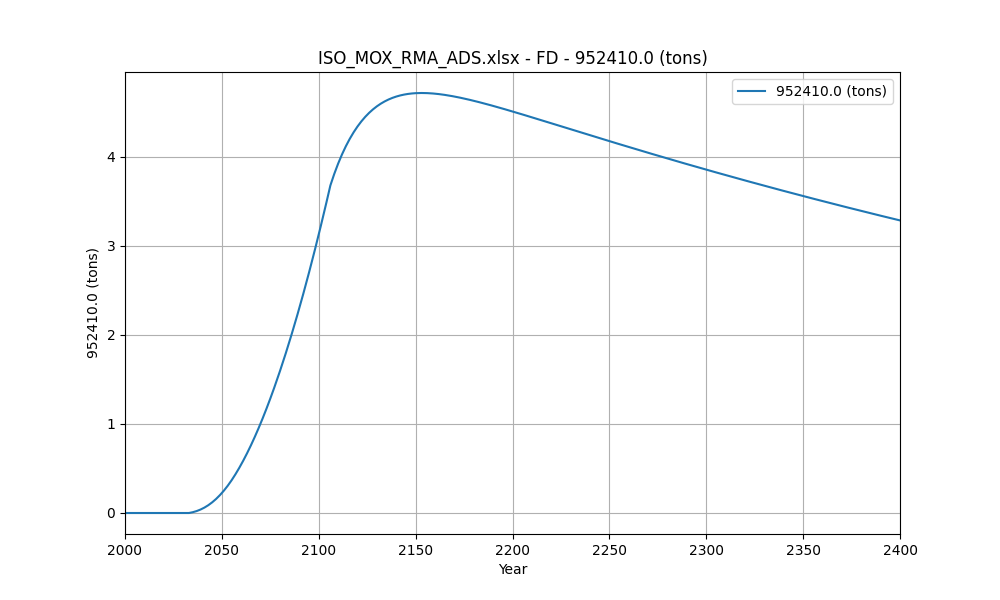 ISO_MOX_RMA_ADS.xlsx - FD - 952410.0 (tons)
952410.0 (tons)
952410.0 (tons)
4
3
2
1
0
2000 2050 2100 2150 2200 2250 2300 2350 2400
Year